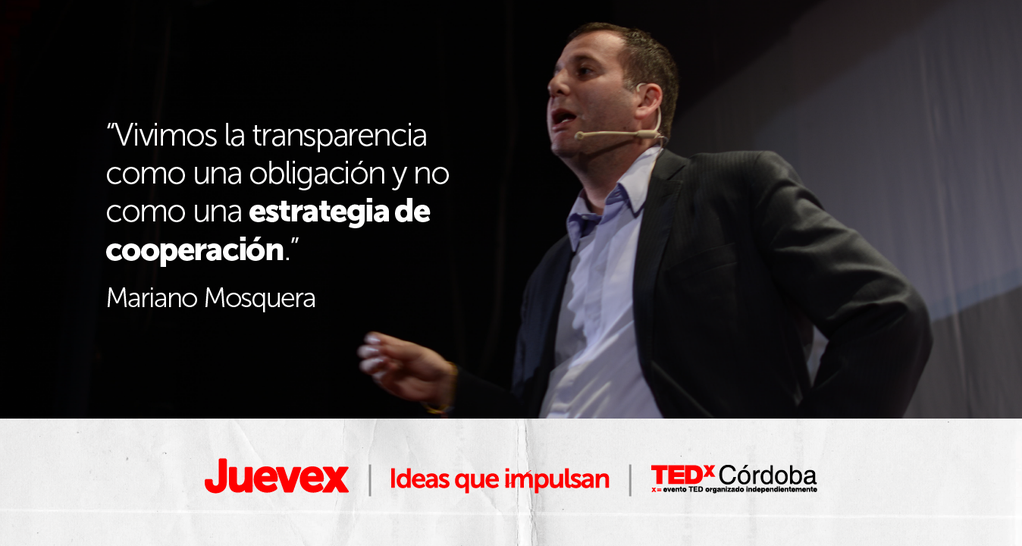 “Vivimos la transparencia
como una obligación y no
como una estrategia de
cooperación.”
Mariano Mosquera
Juevex | Ideas que impulsan | TEDx Córdoba
x = evento TED organizado independientemente